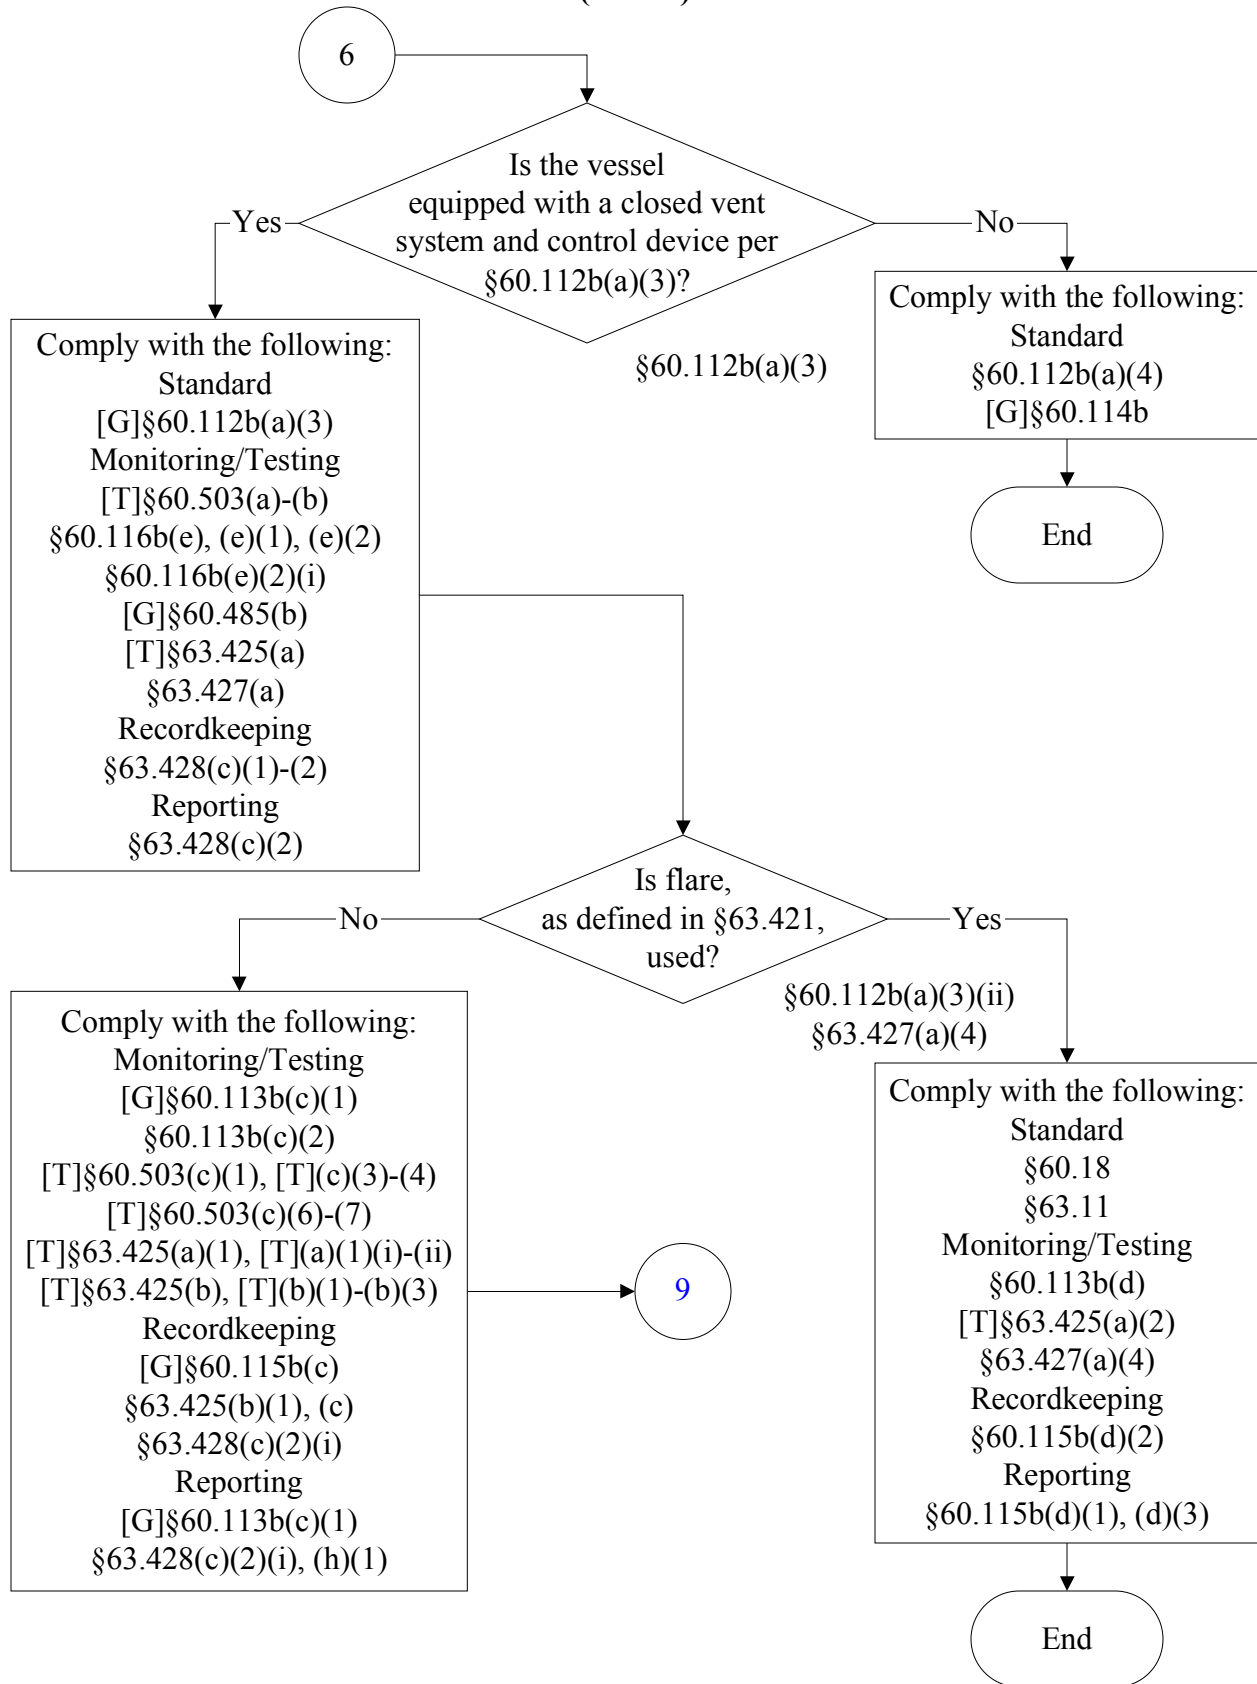 6
Is the vessel
equipped with a closed vent
system and control device per
§60.112b(a)(3)?
Yes
No
§60.112b(a)(3)
Comply with the following:
Standard
[G]§60.112b(a)(3)
Monitoring/Testing
[T]§60.503(a)-(b)
§60.116b(e), (e)(1), (e)(2)
§60.116b(e)(2)(i)
[G]§60.485(b)
[T]§63.425(a)
§63.427(a)
Recordkeeping
§63.428(c)(1)-(2)
Reporting
§63.428(c)(2)
Comply with the following:
Standard
§60.112b(a)(4)
[G]§60.114b
End
Is flare,
as defined in §63.421,
used?
No
Yes
§60.112b(a)(3)(ii)
§63.427(a)(4)
Comply with the following:
Monitoring/Testing
[G]§60.113b(c)(1)
§60.113b(c)(2)
[T]§60.503(c)(1), [T](c)(3)-(4)
[T]§60.503(c)(6)-(7)
[T]§63.425(a)(1), [T](a)(1)(i)-(ii)
[T]§63.425(b), [T](b)(1)-(b)(3)
Recordkeeping
[G]§60.115b(c)
§63.425(b)(1), (c)
§63.428(c)(2)(i)
Reporting
[G]§60.113b(c)(1)
§63.428(c)(2)(i), (h)(1)
9
Comply with the following:
Standard
§60.18
§63.11
Monitoring/Testing
§60.113b(d)
[T]§63.425(a)(2)
§63.427(a)(4)
Recordkeeping
§60.115b(d)(2)
Reporting
§60.115b(d)(1), (d)(3)
End